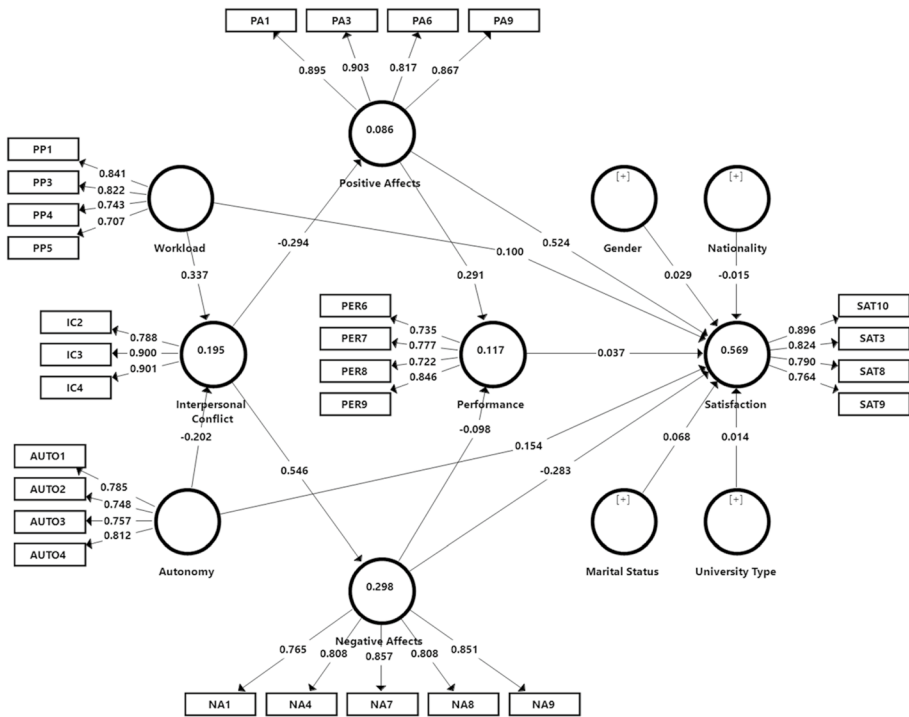 PA1 PA3 PA6 PA9
0.895 0.903 0.817 0.867
0.086
Positive Affects
PP1
PP3
PP4
PP5
0.841
0.822
0.743
0.707
Workload
[+]
Gender
[+]
Nationality
-0.294
0.524
0.100
0.337
0.291
0.029
-0.015
IC2
IC3
IC4
0.788
0.900
0.901
0.195
Interpersonal
Conflict
PER6
PER7
PER8
PER9
0.735
0.777
0.722
0.846
0.117
Performance
0.037
0.569
Satisfaction
0.896
0.824
0.790
0.764
SAT10
SAT3
SAT8
SAT9
-0.202
-0.098
0.154
0.546
-0.283
0.068
0.014
AUTO1
AUTO2
AUTO3
AUTO4
0.785
0.748
0.757
0.812
Autonomy
[+]
Marital Status
[+]
University Type
0.298
Negative Affects
0.765 0.808 0.857 0.808 0.851
NA1 NA4 NA7 NA8 NA9